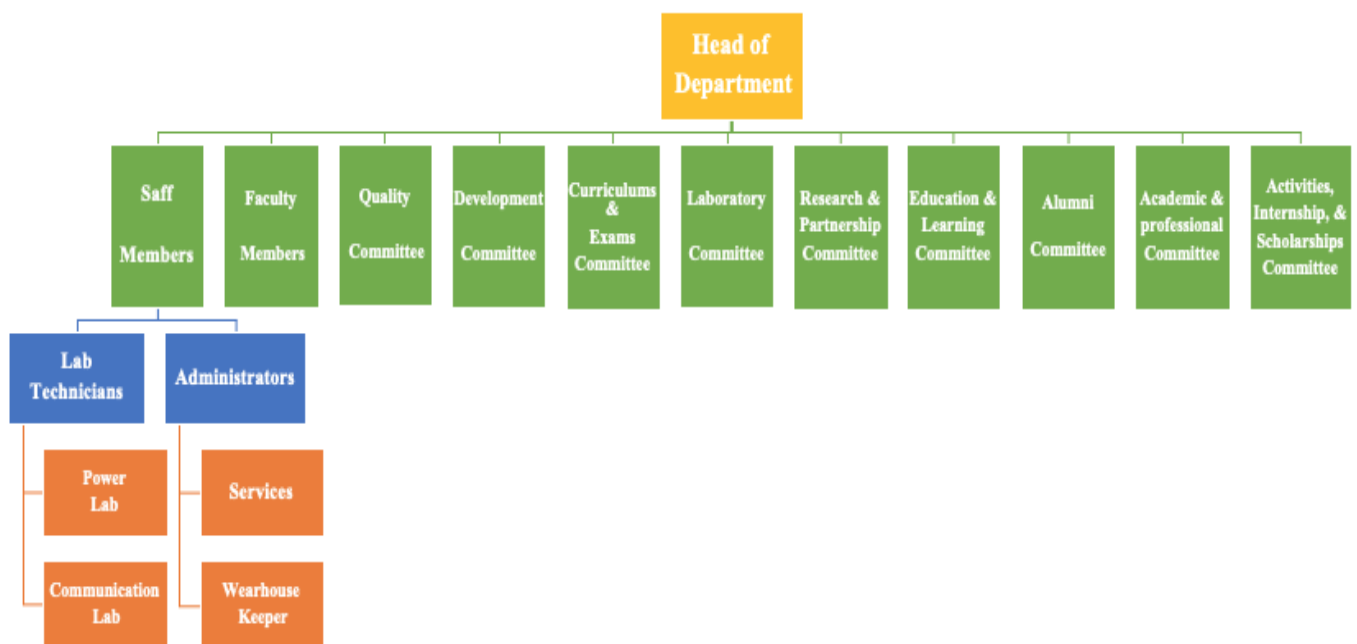 Head of
Department
Saff
Members
Faculty
Members
Quality
Committee
Development
Committee
Curriculums
&
Exams
Committee
Laboratory
Committee
Research &
Partnership
Committee
Education &
Learning
Committee
Alumni
Committee
Academic &
professional
Committee
Activities,
Internship, &
Scholarships
Committee
Lab
Technicians
Administrators
Power
Lab
Services
Communication
Lab
Wearhouse
Keeper